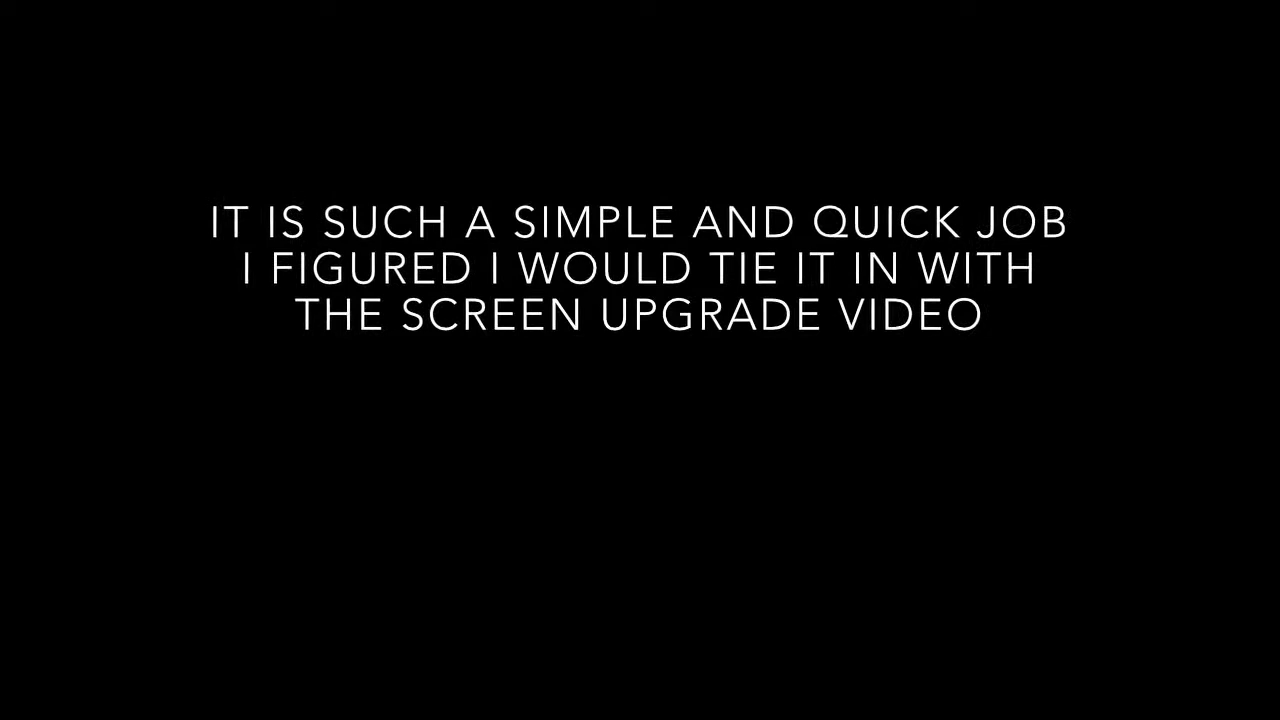 IT IS SUCH A SIMPLE AND QUICK JOB
I FIGURED I WOULD TIE IT IN WITH
THE SCREEN UPGRADE VIDEO